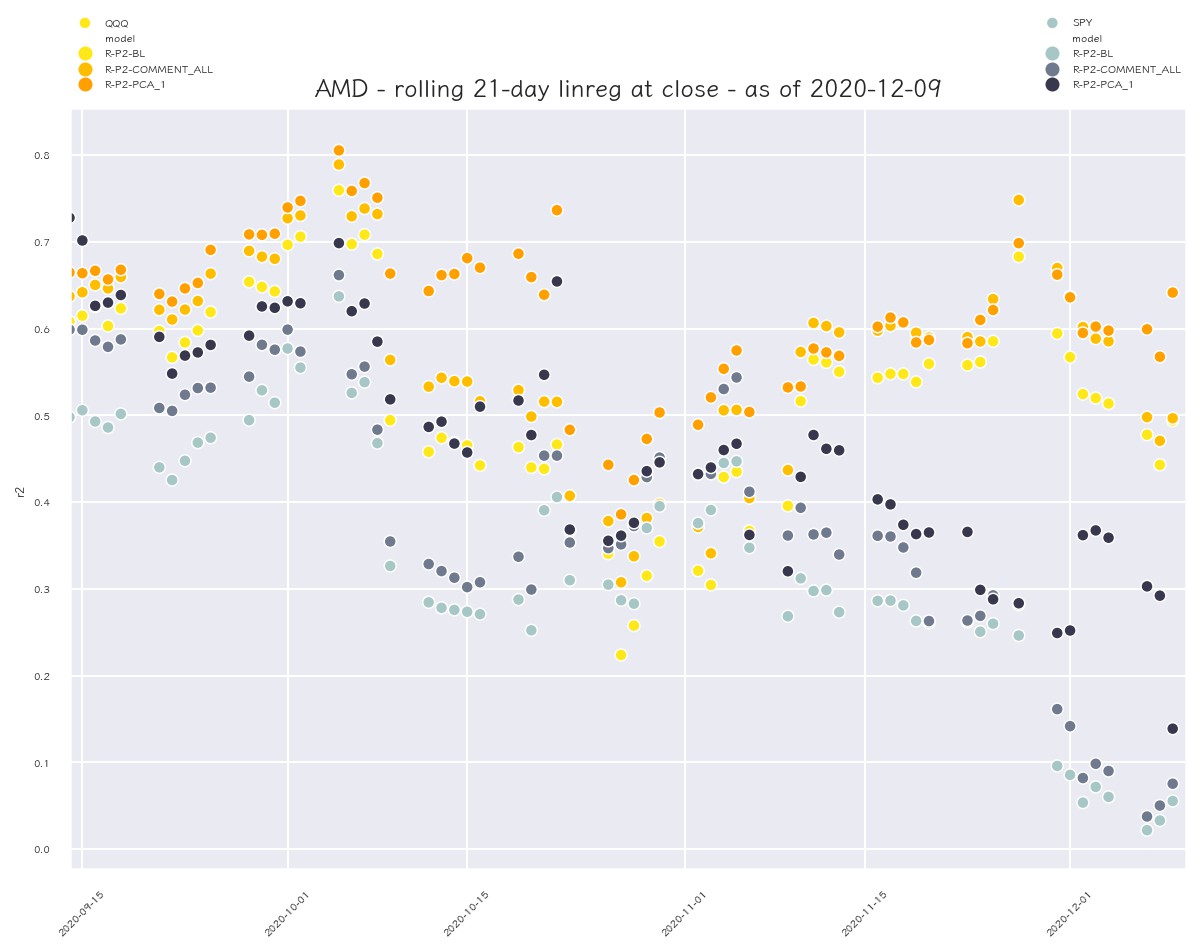 QQQ
model
R-P2-BL
R-P2-COMMENT_ALL
R-P2-PCA_1
SPY
model
R-P2-BL
R-P2-COMMENT_ALL
R-P2-PCA_1
AMD - rolling 21-day linreg at close - as of 2020-12-09
r2
0.8
0.7
0.6
0.5
0.4
0.3
0.2
0.1
0.0
2020-09-15
2020-10-01
2020-10-15
2020-11-01
2020-11-15
2020-12-01